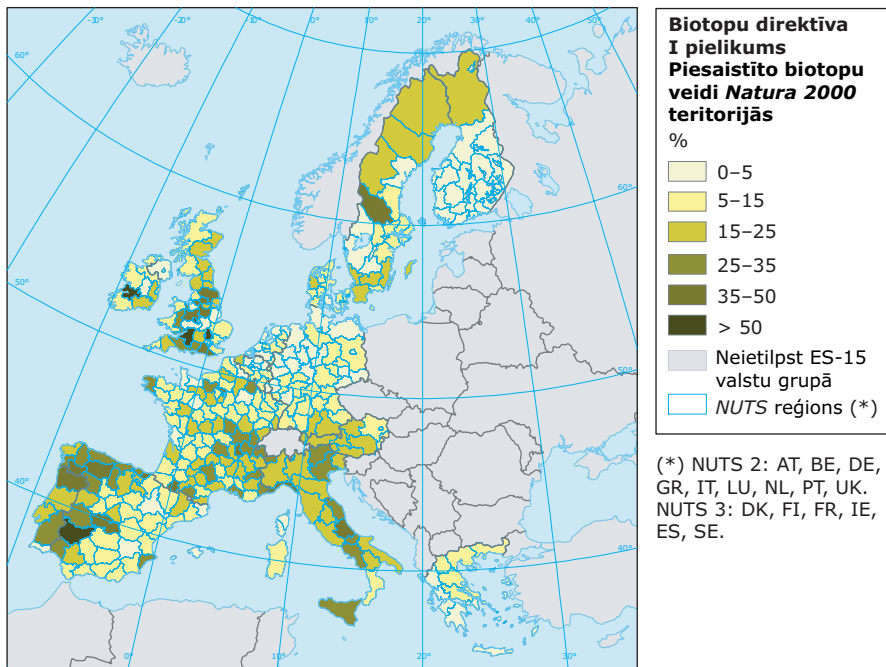 -30°
-20°
-10°
0°
10°
20°
30°
40°
50°
60°
70°
60°
50°
40°
60°
50°
40°
0°
10°
20°
30°
Biotopu direktīva
I pielikums
Piesaistīto biotopu
veidi Natura 2000
teritorijās
%
0–5
5–15
15–25
25–35
35–50
> 50
Neietilpst ES-15
valstu grupā
NUTS reģions (*)
(*) NUTS 2: AT, BE, DE,
GR, IT, LU, NL, PT, UK.
NUTS 3: DK, FI, FR, IE,
ES, SE.